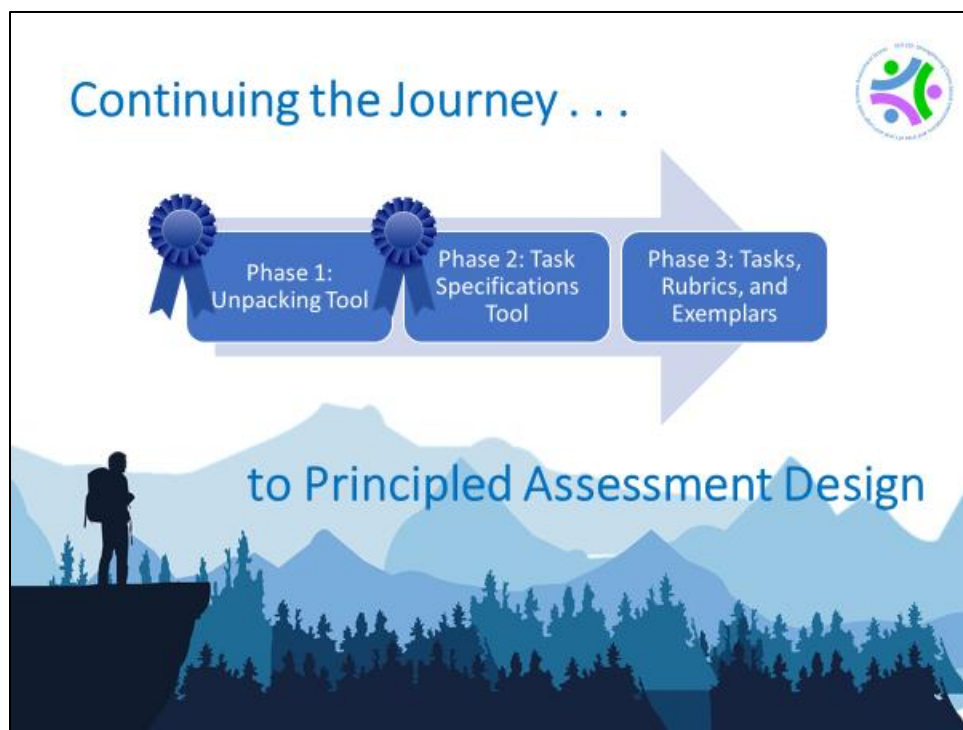 Continuing the Journey . . .
Phase 1:
Unpacking Tool
Phase 2: Task
Specifications
Tool
Phase 3: Tasks,
Rubrics, and
Exemplars
to Principled Assessment Design